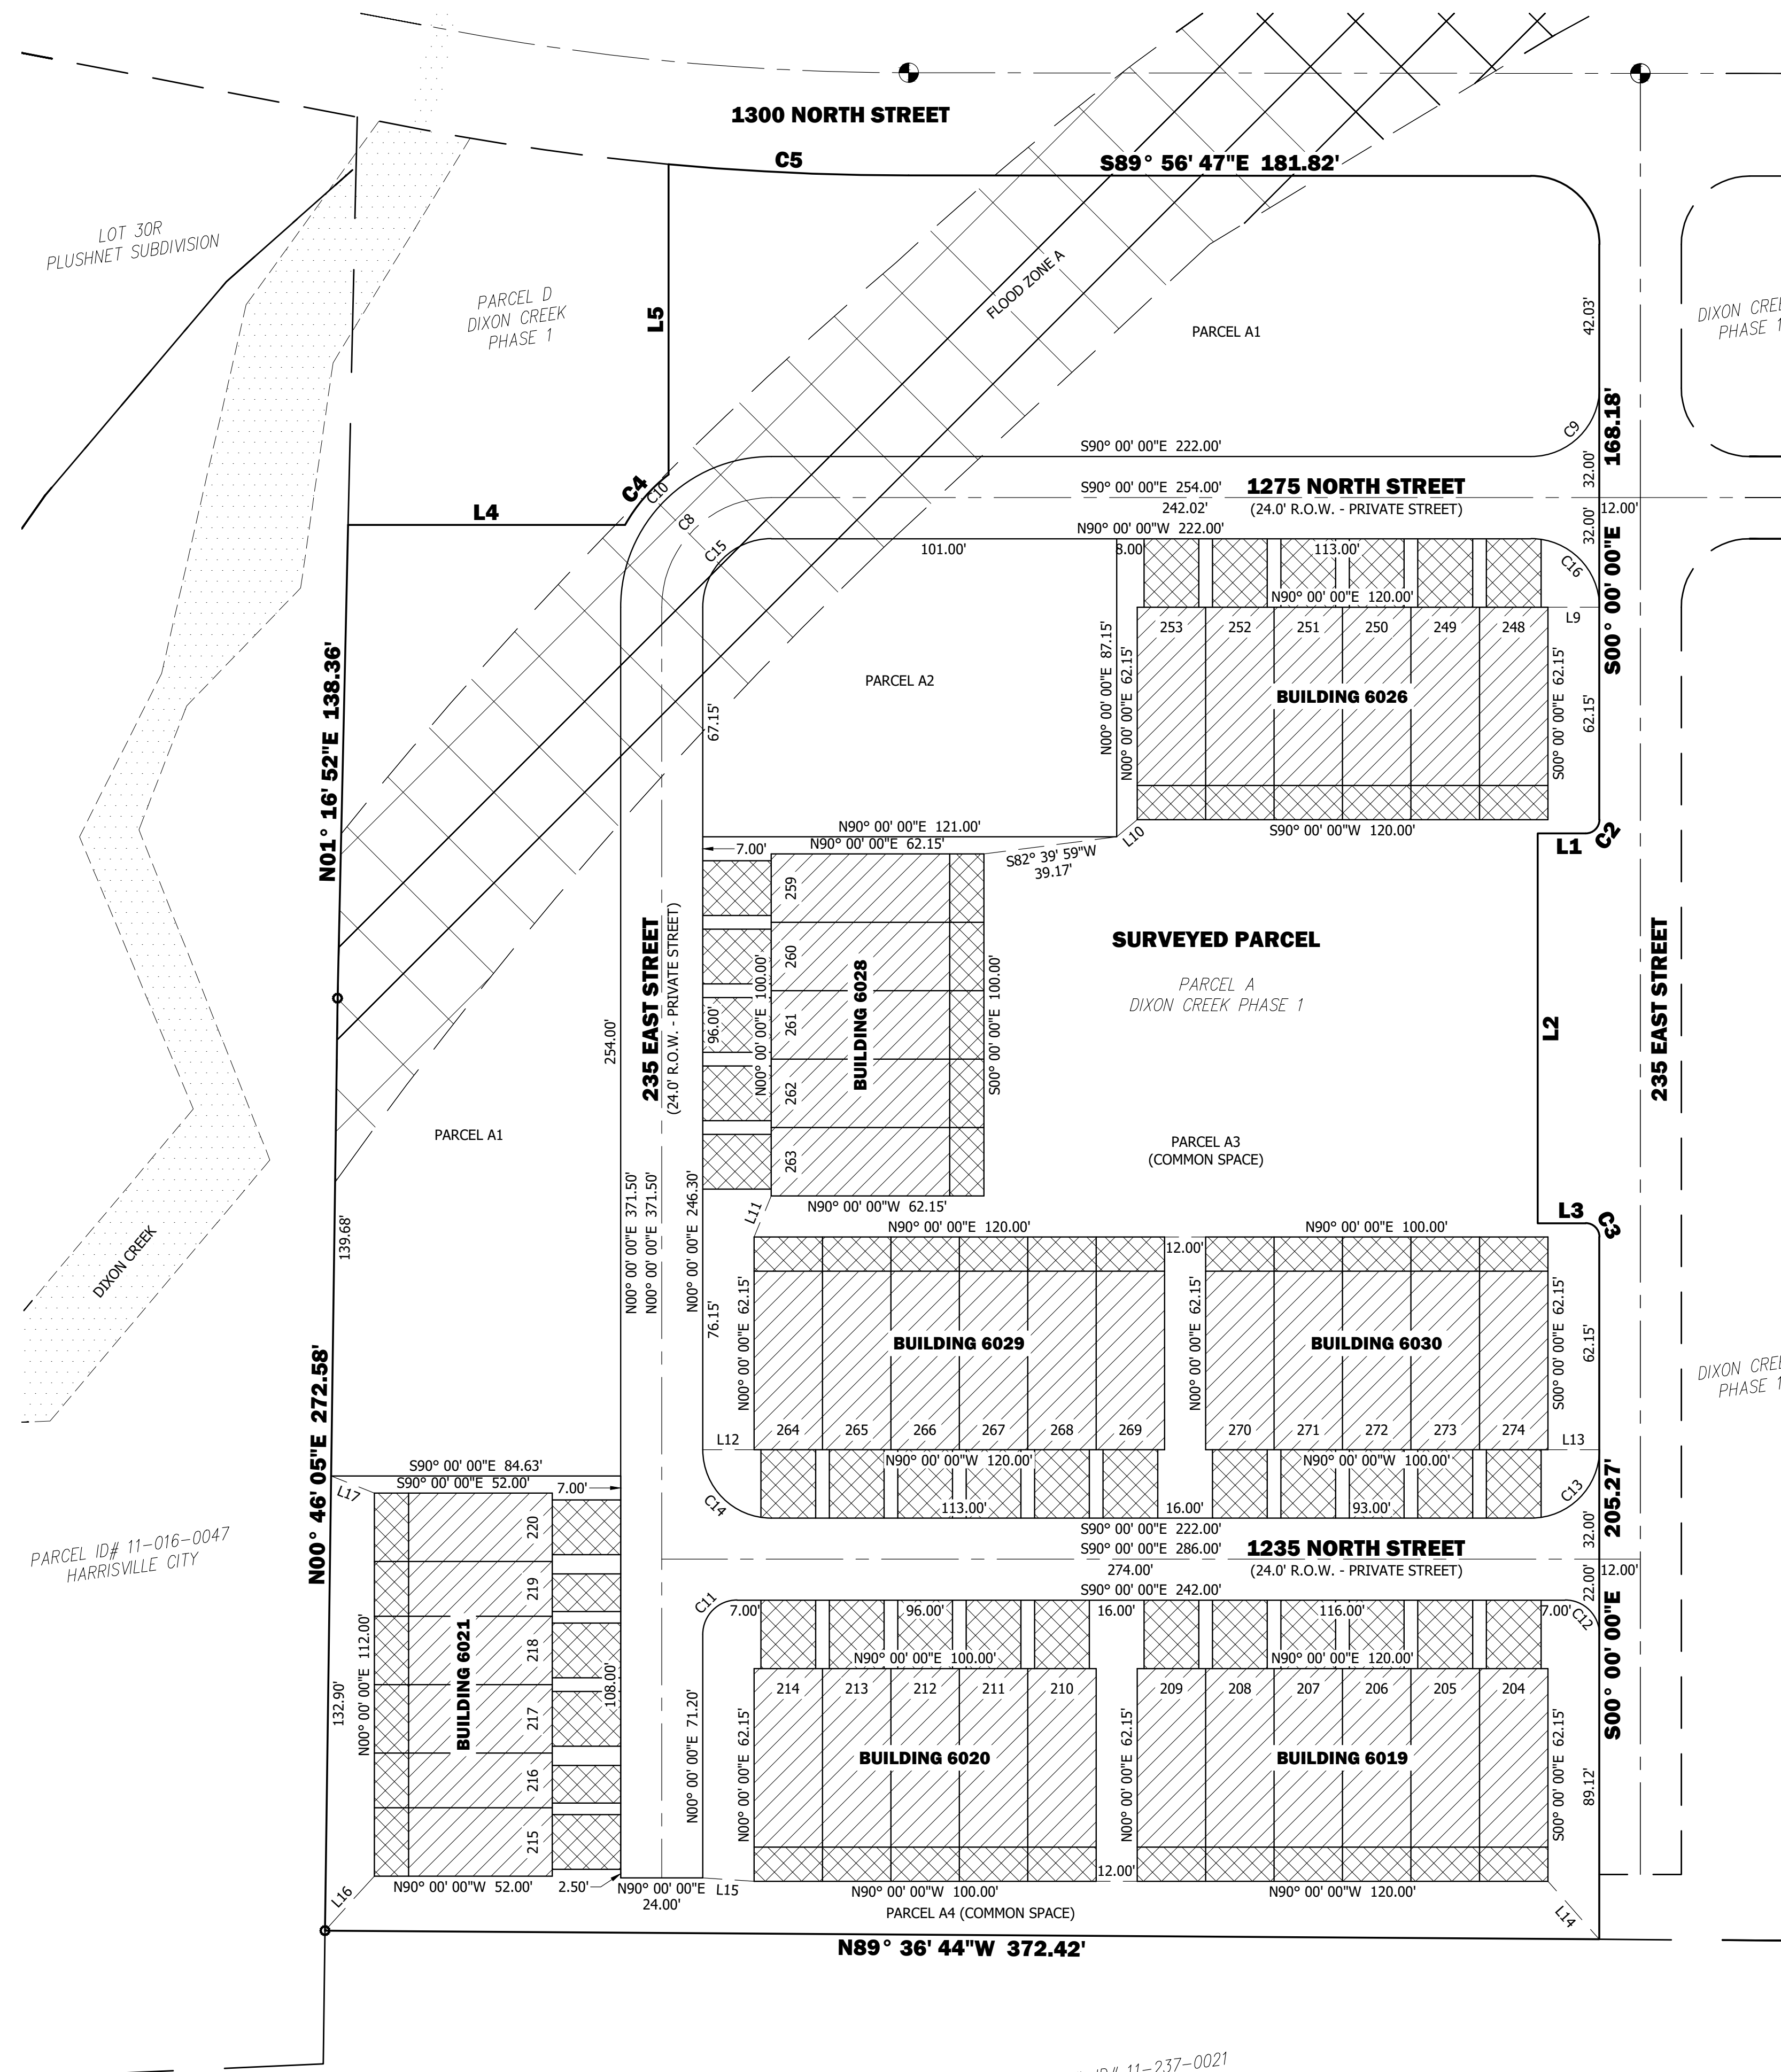 1300 NORTH STREET
C5
S89° 56' 47"E 181.82'
LOT 30R
PLUSHNET SUBDIVISION
PARCEL D
DIXON CREEK
PHASE 1
L5
FLOOD ZONE A
PARCEL A1
42.03'
DIXON CREE
PHASE 1
168.18'
C9
S90° 00' 00"E 222.00'
32.00'
L4
C4
C10
C8
C15
S90° 00' 00"E 254.00'
1275 NORTH STREET
242.02'
(24.0' R.O.W. - PRIVATE STREET)
12.00'
N90° 00' 00"W 222.00'
32.00'
101.00'
8.00'
113.00'
C16
S00° 00' 00"E
N90° 00' 00"E 120.00'
L9
253
252
251
250
249
248
N00° 00' 00"E 87.15'
N00° 00' 00"E 62.15'
BUILDING 6026
S00° 00' 00"E 62.15'
62.15'
PARCEL A2
67.15'
N01° 16' 52"E 138.36'
N90° 00' 00"E 121.00'
L10
S90° 00' 00"W 120.00'
L1
C2
7.00'
N90° 00' 00"E 62.15'
S82° 39' 59"W
39.17'
259
260
261
262
263
235 EAST STREET
(24.0' R.O.W. - PRIVATE STREET)
254.00'
96.00'
N00° 00' 00"E 100.00'
BUILDING 6028
S00° 00' 00"E 100.00'
SURVEYED PARCEL
PARCEL A
DIXON CREEK PHASE 1
L2
235 EAST STREET
PARCEL A1
PARCEL A3
(COMMON SPACE)
N00° 00' 00"E 371.50'
N00° 00' 00"E 371.50'
N00° 00' 00"E 246.30'
L11
N90° 00' 00"W 62.15'
L3
C3
139.68'
DIXON CREEK
N90° 00' 00"E 120.00'
N90° 00' 00"E 100.00'
12.00'
76.15'
N00° 00' 00"E 62.15'
BUILDING 6029
N00° 00' 00"E 62.15'
BUILDING 6030
S00° 00' 00"E 62.15'
62.15'
DIXON CREE
PHASE 1
264
265
266
267
268
269
270
271
272
273
274
L12
N90° 00' 00"W 120.00'
N90° 00' 00"W 100.00'
L13
N00° 46' 05"E 272.58'
S90° 00' 00"E 84.63'
S90° 00' 00"E 52.00'
L17
7.00'
C14
113.00'
16.00'
93.00'
C13
205.27'
S90° 00' 00"E 222.00'
32.00'
S90° 00' 00"E 286.00'
1235 NORTH STREET
274.00'
(24.0' R.O.W. - PRIVATE STREET)
12.00'
22.00'
PARCEL ID# 11-016-0047
HARRISVILLE CITY
220
219
218
217
216
215
S90° 00' 00"E 242.00'
C11
7.00'
96.00'
16.00'
116.00'
7.00'
C12
N90° 00' 00"E 100.00'
N90° 00' 00"E 120.00'
214
213
212
211
210
209
208
207
206
205
204
132.90'
N00° 00' 00"E 112.00'
BUILDING 6021
108.00'
N00° 00' 00"E 71.20'
N00° 00' 00"E 62.15'
BUILDING 6020
N00° 00' 00"E 62.15'
BUILDING 6019
S00° 00' 00"E 62.15'
89.12'
S00° 00' 00"E
L16
N90° 00' 00"W 52.00'
2.50'
N90° 00' 00"E
24.00'
L15
N90° 00' 00"W 100.00'
12.00'
N90° 00' 00"W 120.00'
PARCEL A4 (COMMON SPACE)
L14
N89° 36' 44"W 372.42'
ID# 11-237-0021